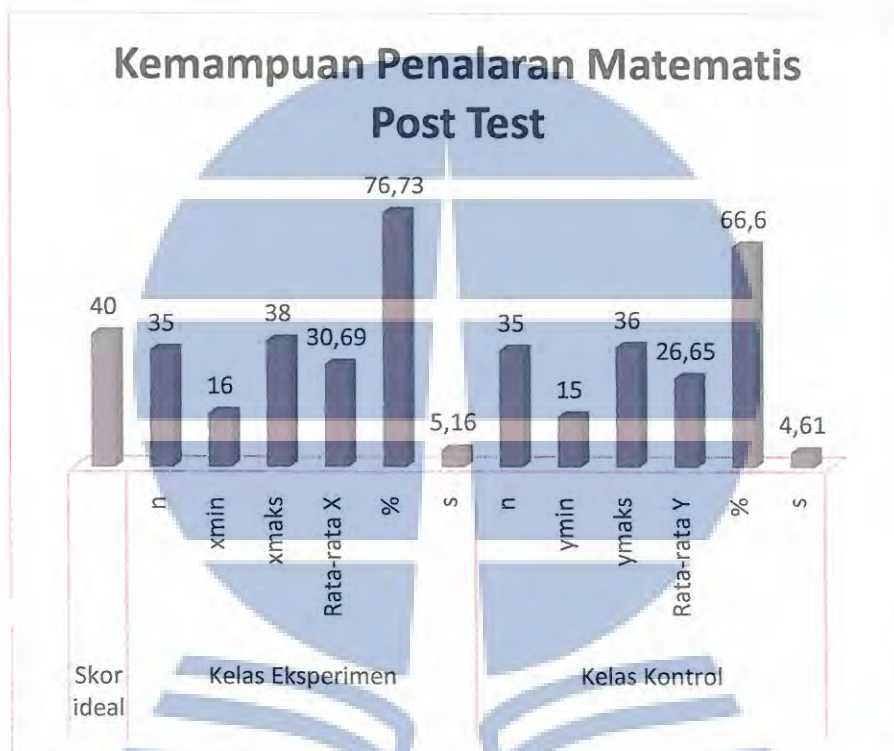 Kemampuan Penalaran Matematis
Post Test
76,73
66,6
40
35
16
38
30,69
5,16
35
15
36
26,65
4,61
n
xmin
xmaks
Rata-rata X
%
s
n
ymin
ymaks
Rata-rata Y
%
s
Skor
ideal
Kelas Eksperimen
Kelas Kontrol